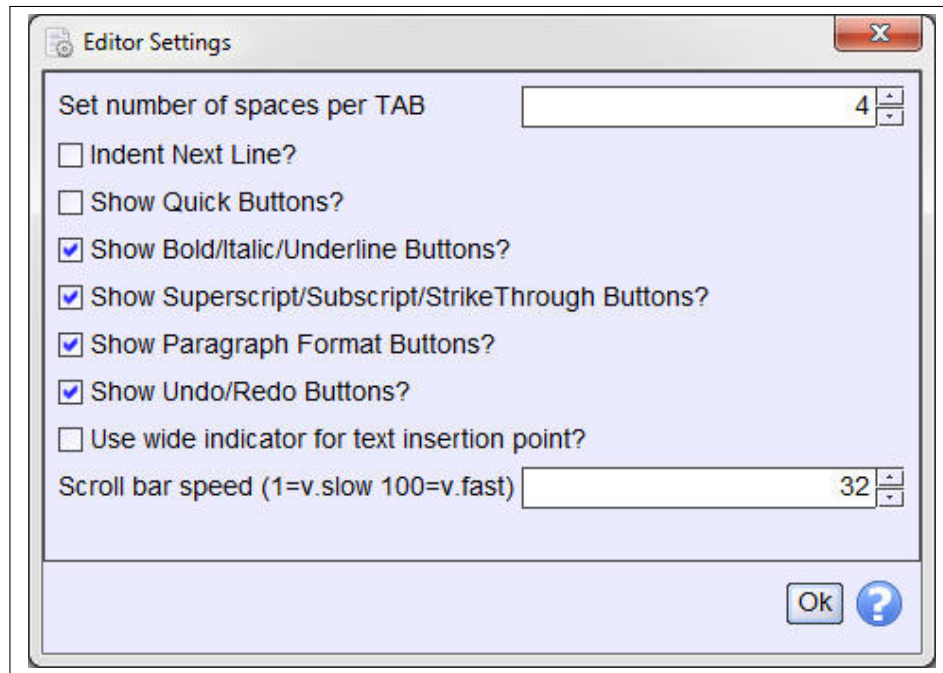 Editor Settings
Set number of spaces per TAB 4
Indent Next Line?
Show Quick Buttons?
Show Bold/Italic/Underline Buttons?
Show Superscript/Subscript/StrikeThrough Buttons?
Show Paragraph Format Buttons?
Show Undo/Redo Buttons?
Use wide indicator for text insertion point?
Scroll bar speed (1=v.slow 100=v.fast) 32
Ok ?